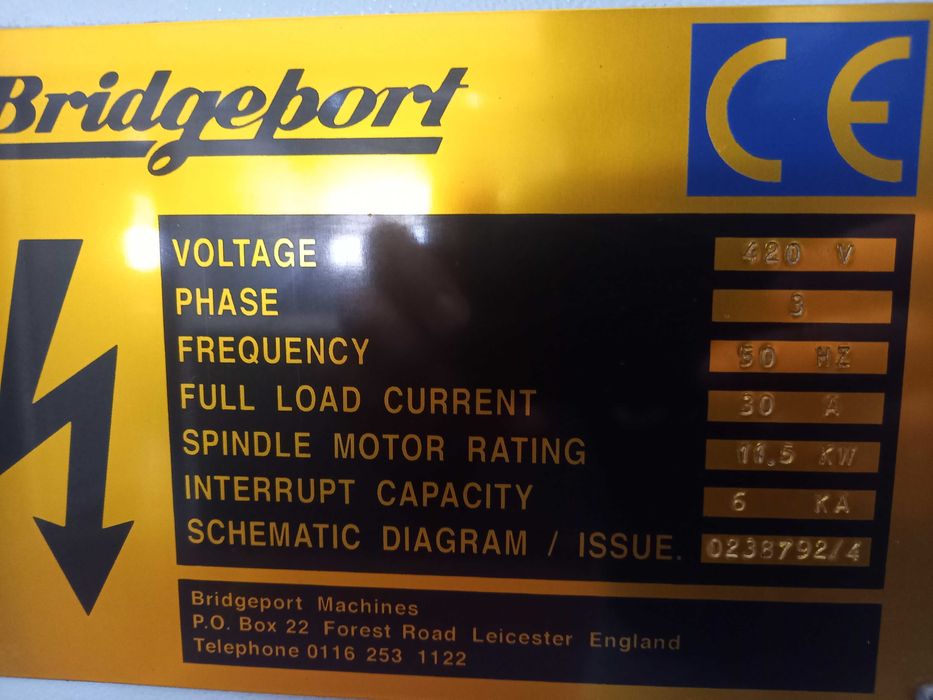 Bridgeport
CE
VOLTAGE 420 V
PHASE 3
FREQUENCY 50 HZ
FULL LOAD CURRENT 30 A
SPINDLE MOTOR RATING 11.5 KW
INTERRUPT CAPACITY 6 KA
SCHEMATIC DIAGRAM / ISSUE. 0238792/4
Bridgeport Machines
P.O. Box 22 Forest Road Leicester England
Telephone 0116 253 1122